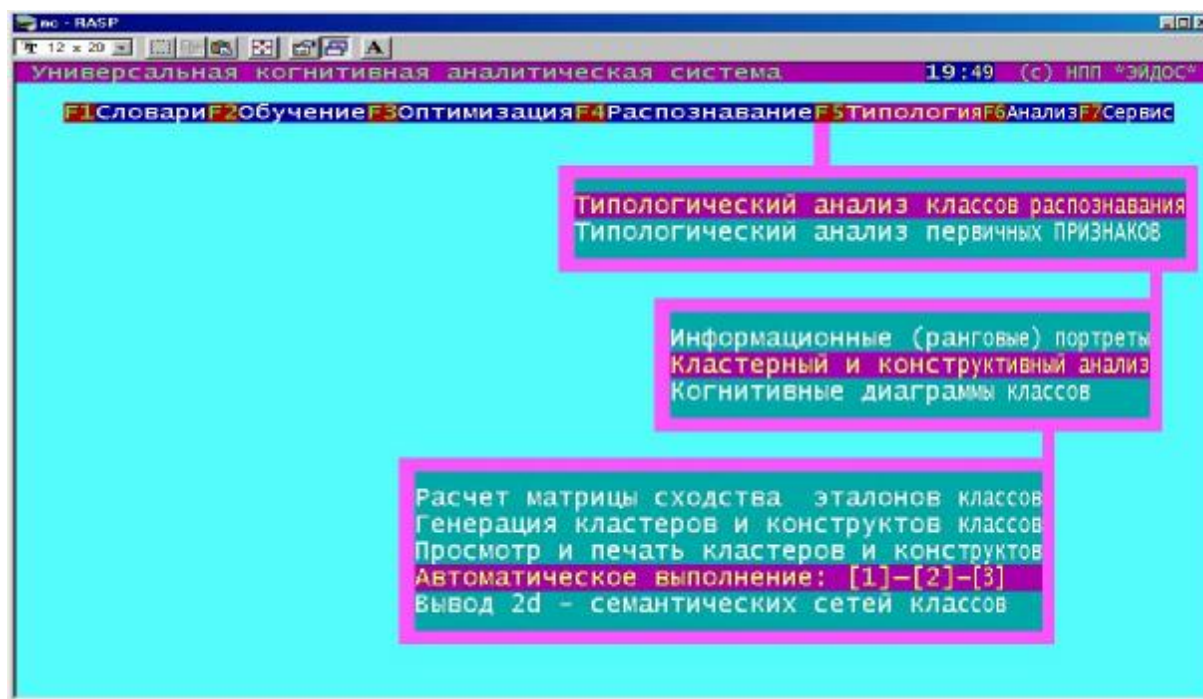 nc - RASP
12 x 20
Универсальная когнитивная аналитическая система 19:49 (c) НПП *ЭЙДОС*
F1Словари F2Обучение F3Оптимизация F4Распознавание F5Типология F6Анализ F7Сервис
Типологический анализ классов распознавания
Типологический анализ первичных ПРИЗНАКОВ
Информационные (ранговые) портреты
Кластерный и конструктивный анализ
Когнитивные диаграммы классов
Расчет матрицы сходства эталонов классов
Генерация кластеров и конструктов классов
Просмотр и печать кластеров и конструктов
Автоматическое выполнение: [1]-[2]-[3]
Вывод 2d - семантических сетей классов